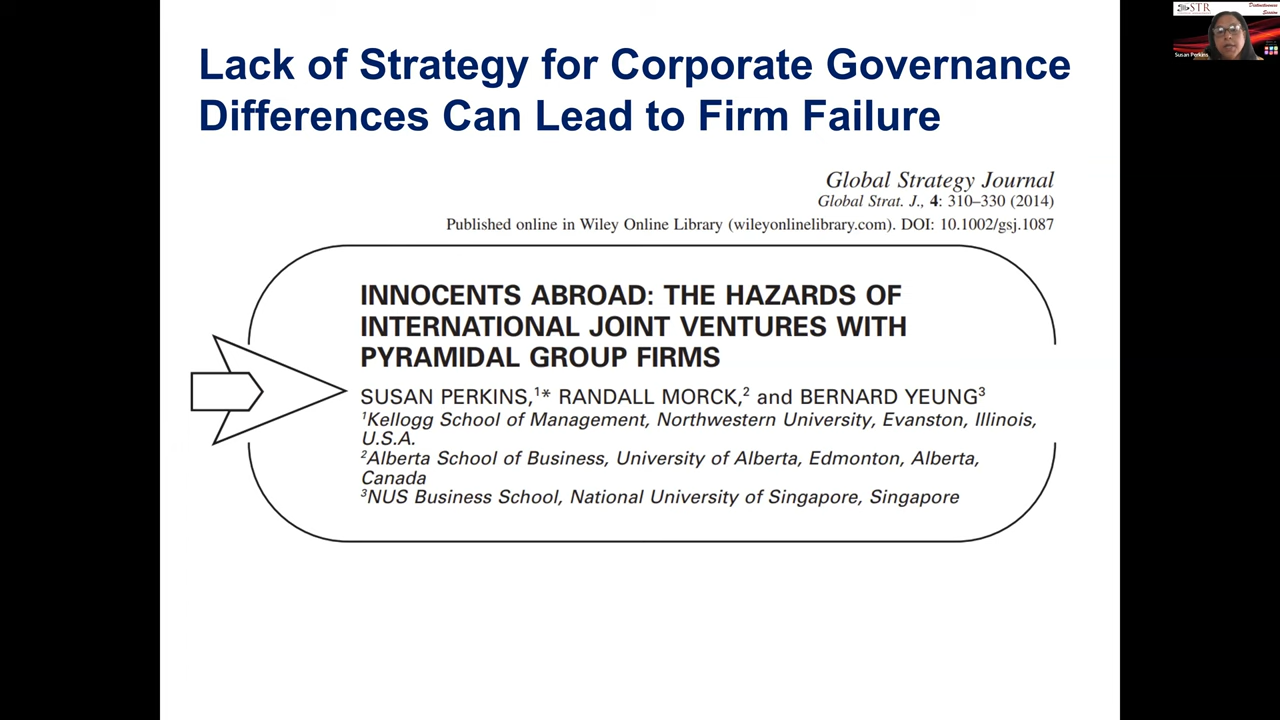 Lack of Strategy for Corporate Governance
Differences Can Lead to Firm Failure
Global Strategy Journal
Global Strat. J., 4: 310–330 (2014)
Published online in Wiley Online Library (wileyonlinelibrary.com). DOI: 10.1002/gsj.1087
INNOCENTS ABROAD: THE HAZARDS OF
INTERNATIONAL JOINT VENTURES WITH
PYRAMIDAL GROUP FIRMS
SUSAN PERKINS,¹* RANDALL MORCK,² and BERNARD YEUNG³
¹Kellogg School of Management, Northwestern University, Evanston, Illinois,
U.S.A.
²Alberta School of Business, University of Alberta, Edmonton, Alberta,
Canada
³NUS Business School, National University of Singapore, Singapore
STR
Distinctiveness
Session
Susan Perkins